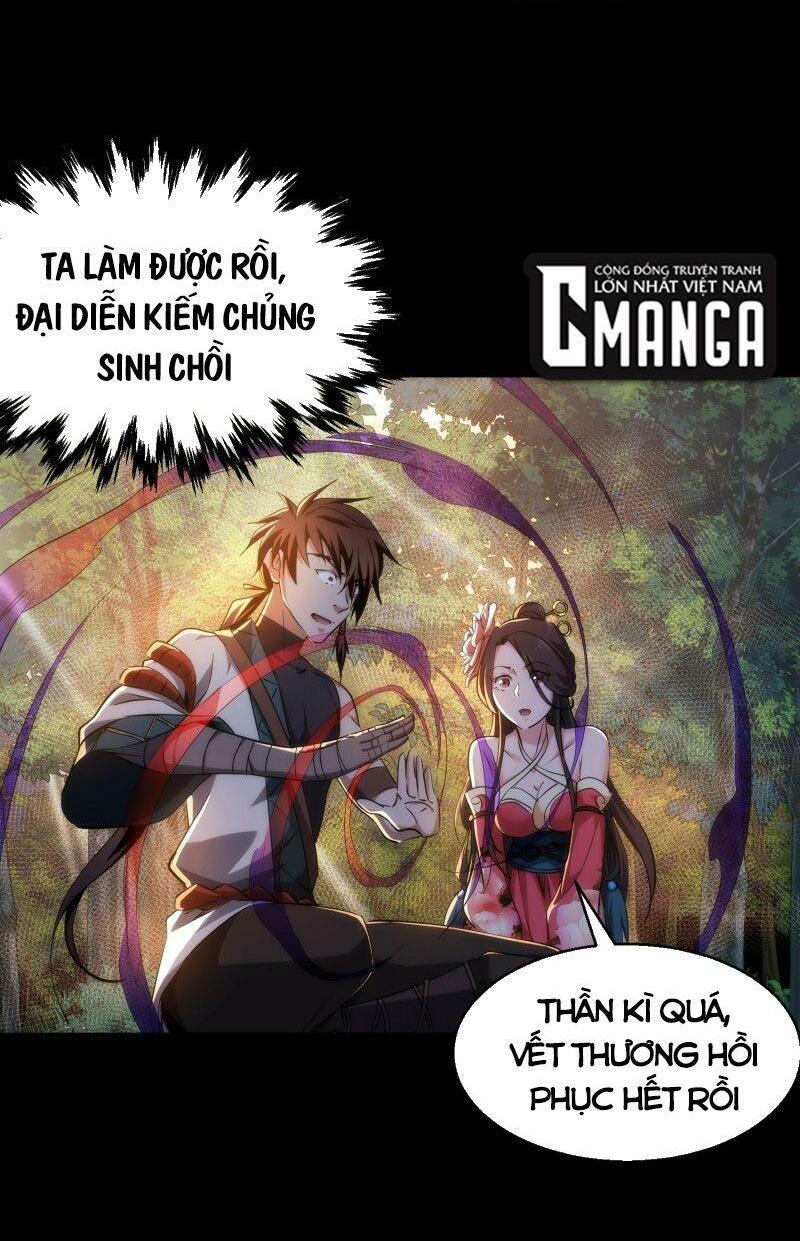 TA LÀM ĐƯỢC RỒI,
ĐẠI DIỄN KIẾM CHỦNG
SINH CHỒI
CỘNG ĐỒNG TRUYỆN TRANH
LỚN NHẤT VIỆT NAM
CMANGA
THẦN KÌ QUÁ,
VẾT THƯƠNG HỒI
PHỤC HẾT RỒI